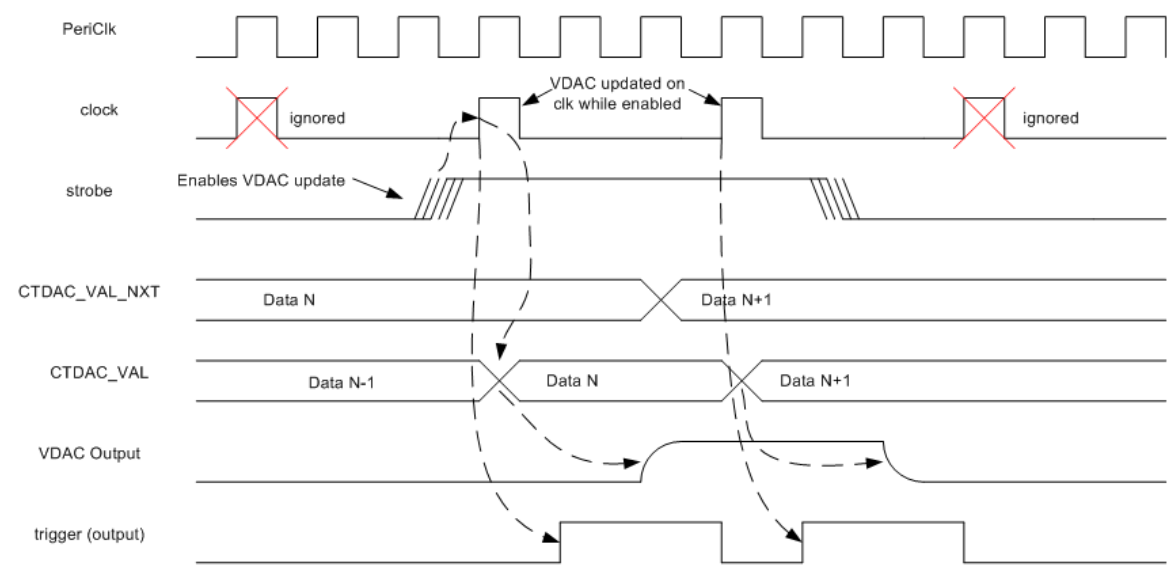 PeriClk
clock
ignored
VDAC updated on
clk while enabled
ignored
strobe
Enables VDAC update
CTDAC_VAL_NXT
Data N
Data N+1
CTDAC_VAL
Data N-1
Data N
Data N+1
VDAC Output
trigger (output)